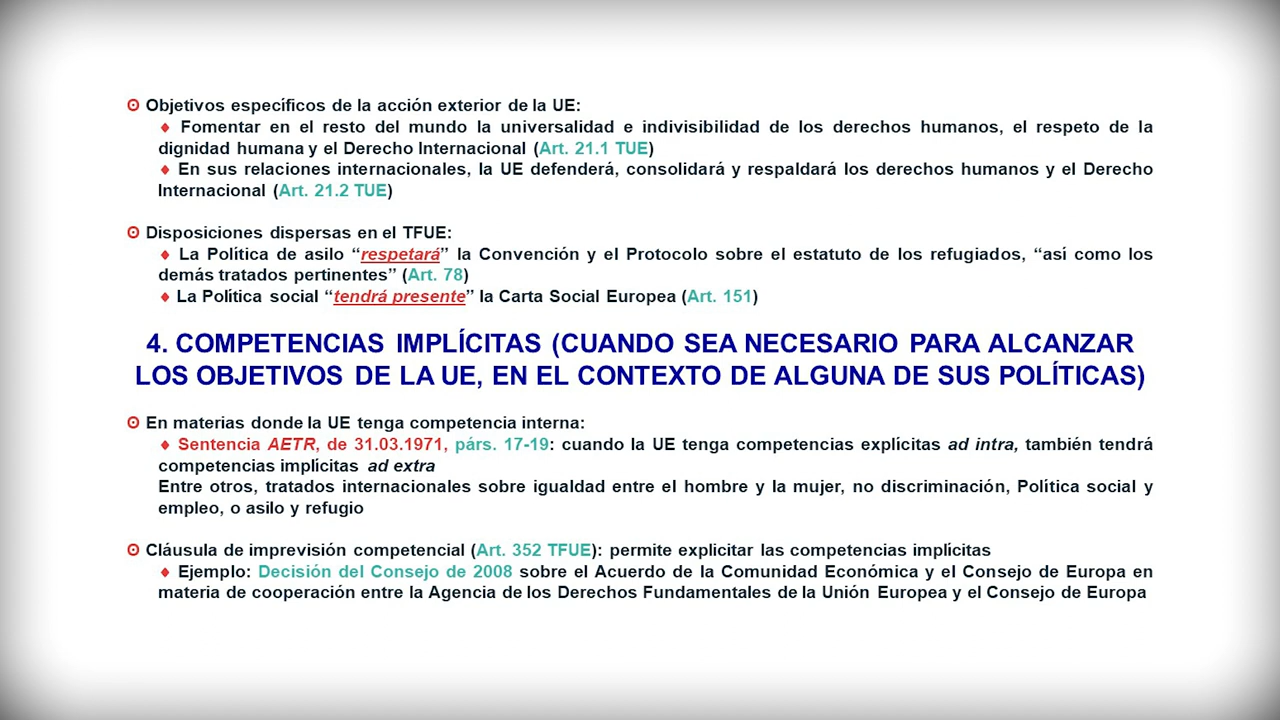 ⊙ Objetivos específicos de la acción exterior de la UE:
♦ Fomentar en el resto del mundo la universalidad e indivisibilidad de los derechos humanos, el respeto de la
dignidad humana y el Derecho Internacional (Art. 21.1 TUE)
♦ En sus relaciones internacionales, la UE defenderá, consolidará y respaldará los derechos humanos y el Derecho
Internacional (Art. 21.2 TUE)
⊙ Disposiciones dispersas en el TFUE:
♦ La Política de asilo “respetará” la Convención y el Protocolo sobre el estatuto de los refugiados, “así como los
demás tratados pertinentes” (Art. 78)
♦ La Política social “tendrá presente” la Carta Social Europea (Art. 151)
4. COMPETENCIAS IMPLÍCITAS (CUANDO SEA NECESARIO PARA ALCANZAR
LOS OBJETIVOS DE LA UE, EN EL CONTEXTO DE ALGUNA DE SUS POLÍTICAS)
⊙ En materias donde la UE tenga competencia interna:
♦ Sentencia AETR, de 31.03.1971, párs. 17-19: cuando la UE tenga competencias explícitas ad intra, también tendrá
competencias implícitas ad extra
Entre otros, tratados internacionales sobre igualdad entre el hombre y la mujer, no discriminación, Política social y
empleo, o asilo y refugio
⊙ Cláusula de imprevisión competencial (Art. 352 TFUE): permite explicitar las competencias implícitas
♦ Ejemplo: Decisión del Consejo de 2008 sobre el Acuerdo de la Comunidad Económica y el Consejo de Europa en
materia de cooperación entre la Agencia de los Derechos Fundamentales de la Unión Europea y el Consejo de Europa